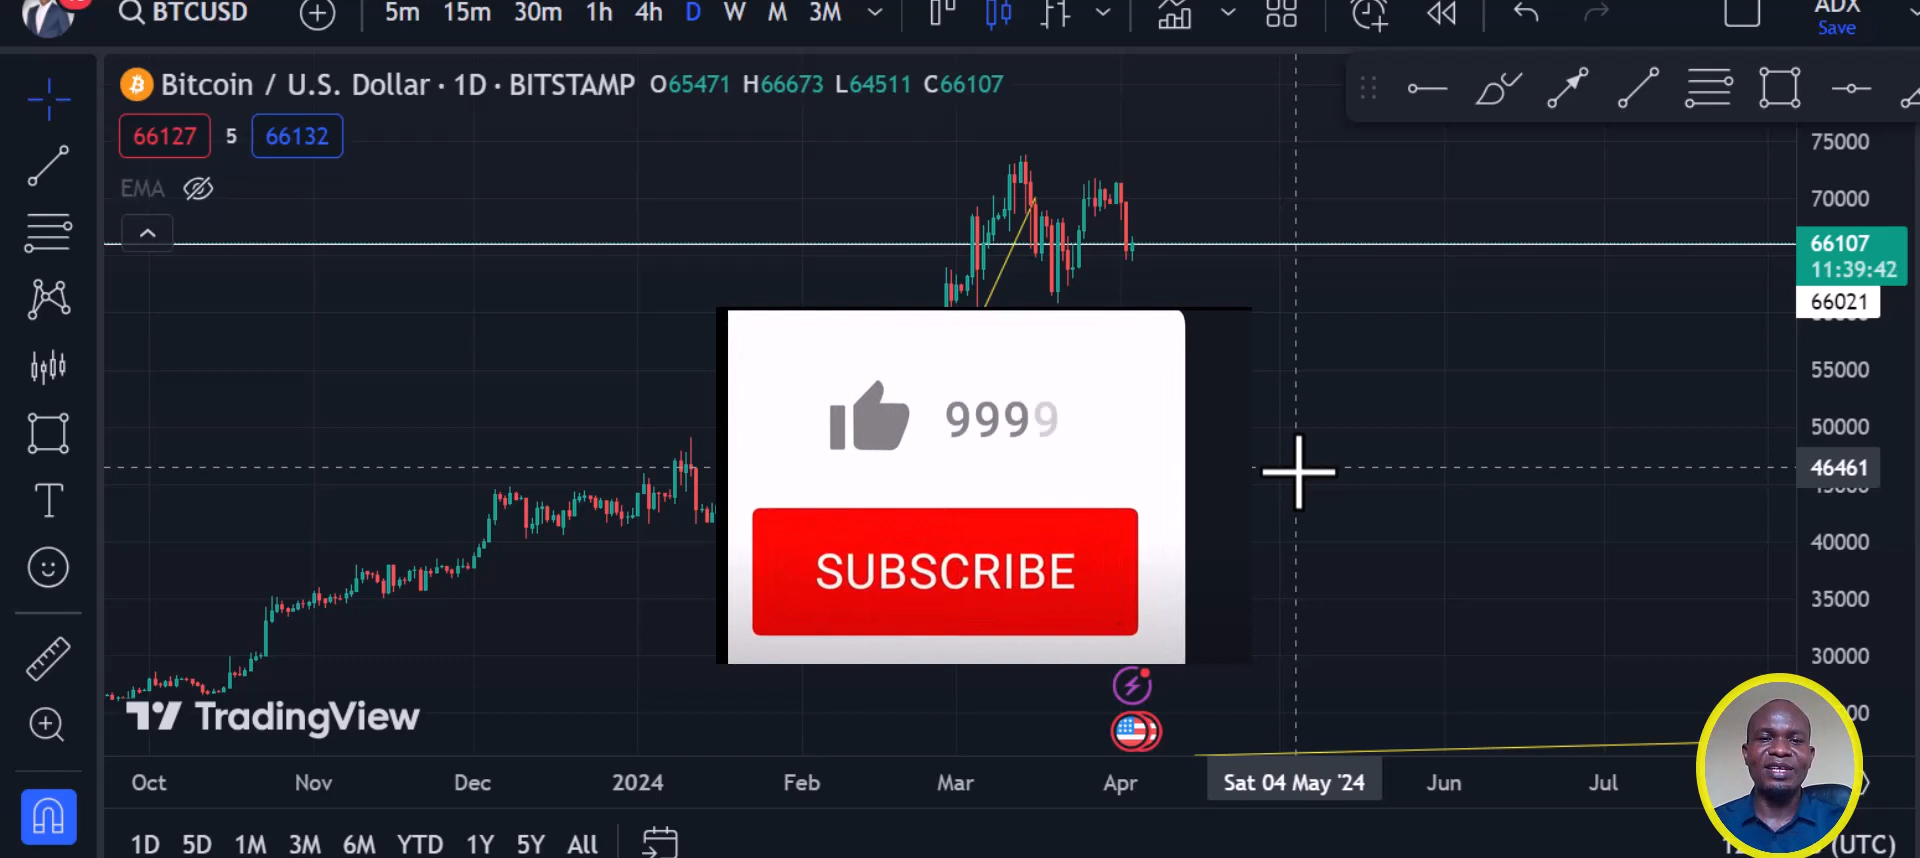 BTCUSD 5m 15m 30m 1h 4h D W M 3M ADX
Save
Bitcoin / U.S. Dollar · 1D · BITSTAMP O65471 H66673 L64511 C66107
66127 5 66132
EMA
75000
70000
66107
11:39:42
66021
55000
50000
46461
40000
35000
30000
9999
SUBSCRIBE
TradingView
Oct Nov Dec 2024 Feb Mar Apr Sat 04 May '24 Jun Jul
1D 5D 1M 3M 6M YTD 1Y 5Y All (UTC)
T